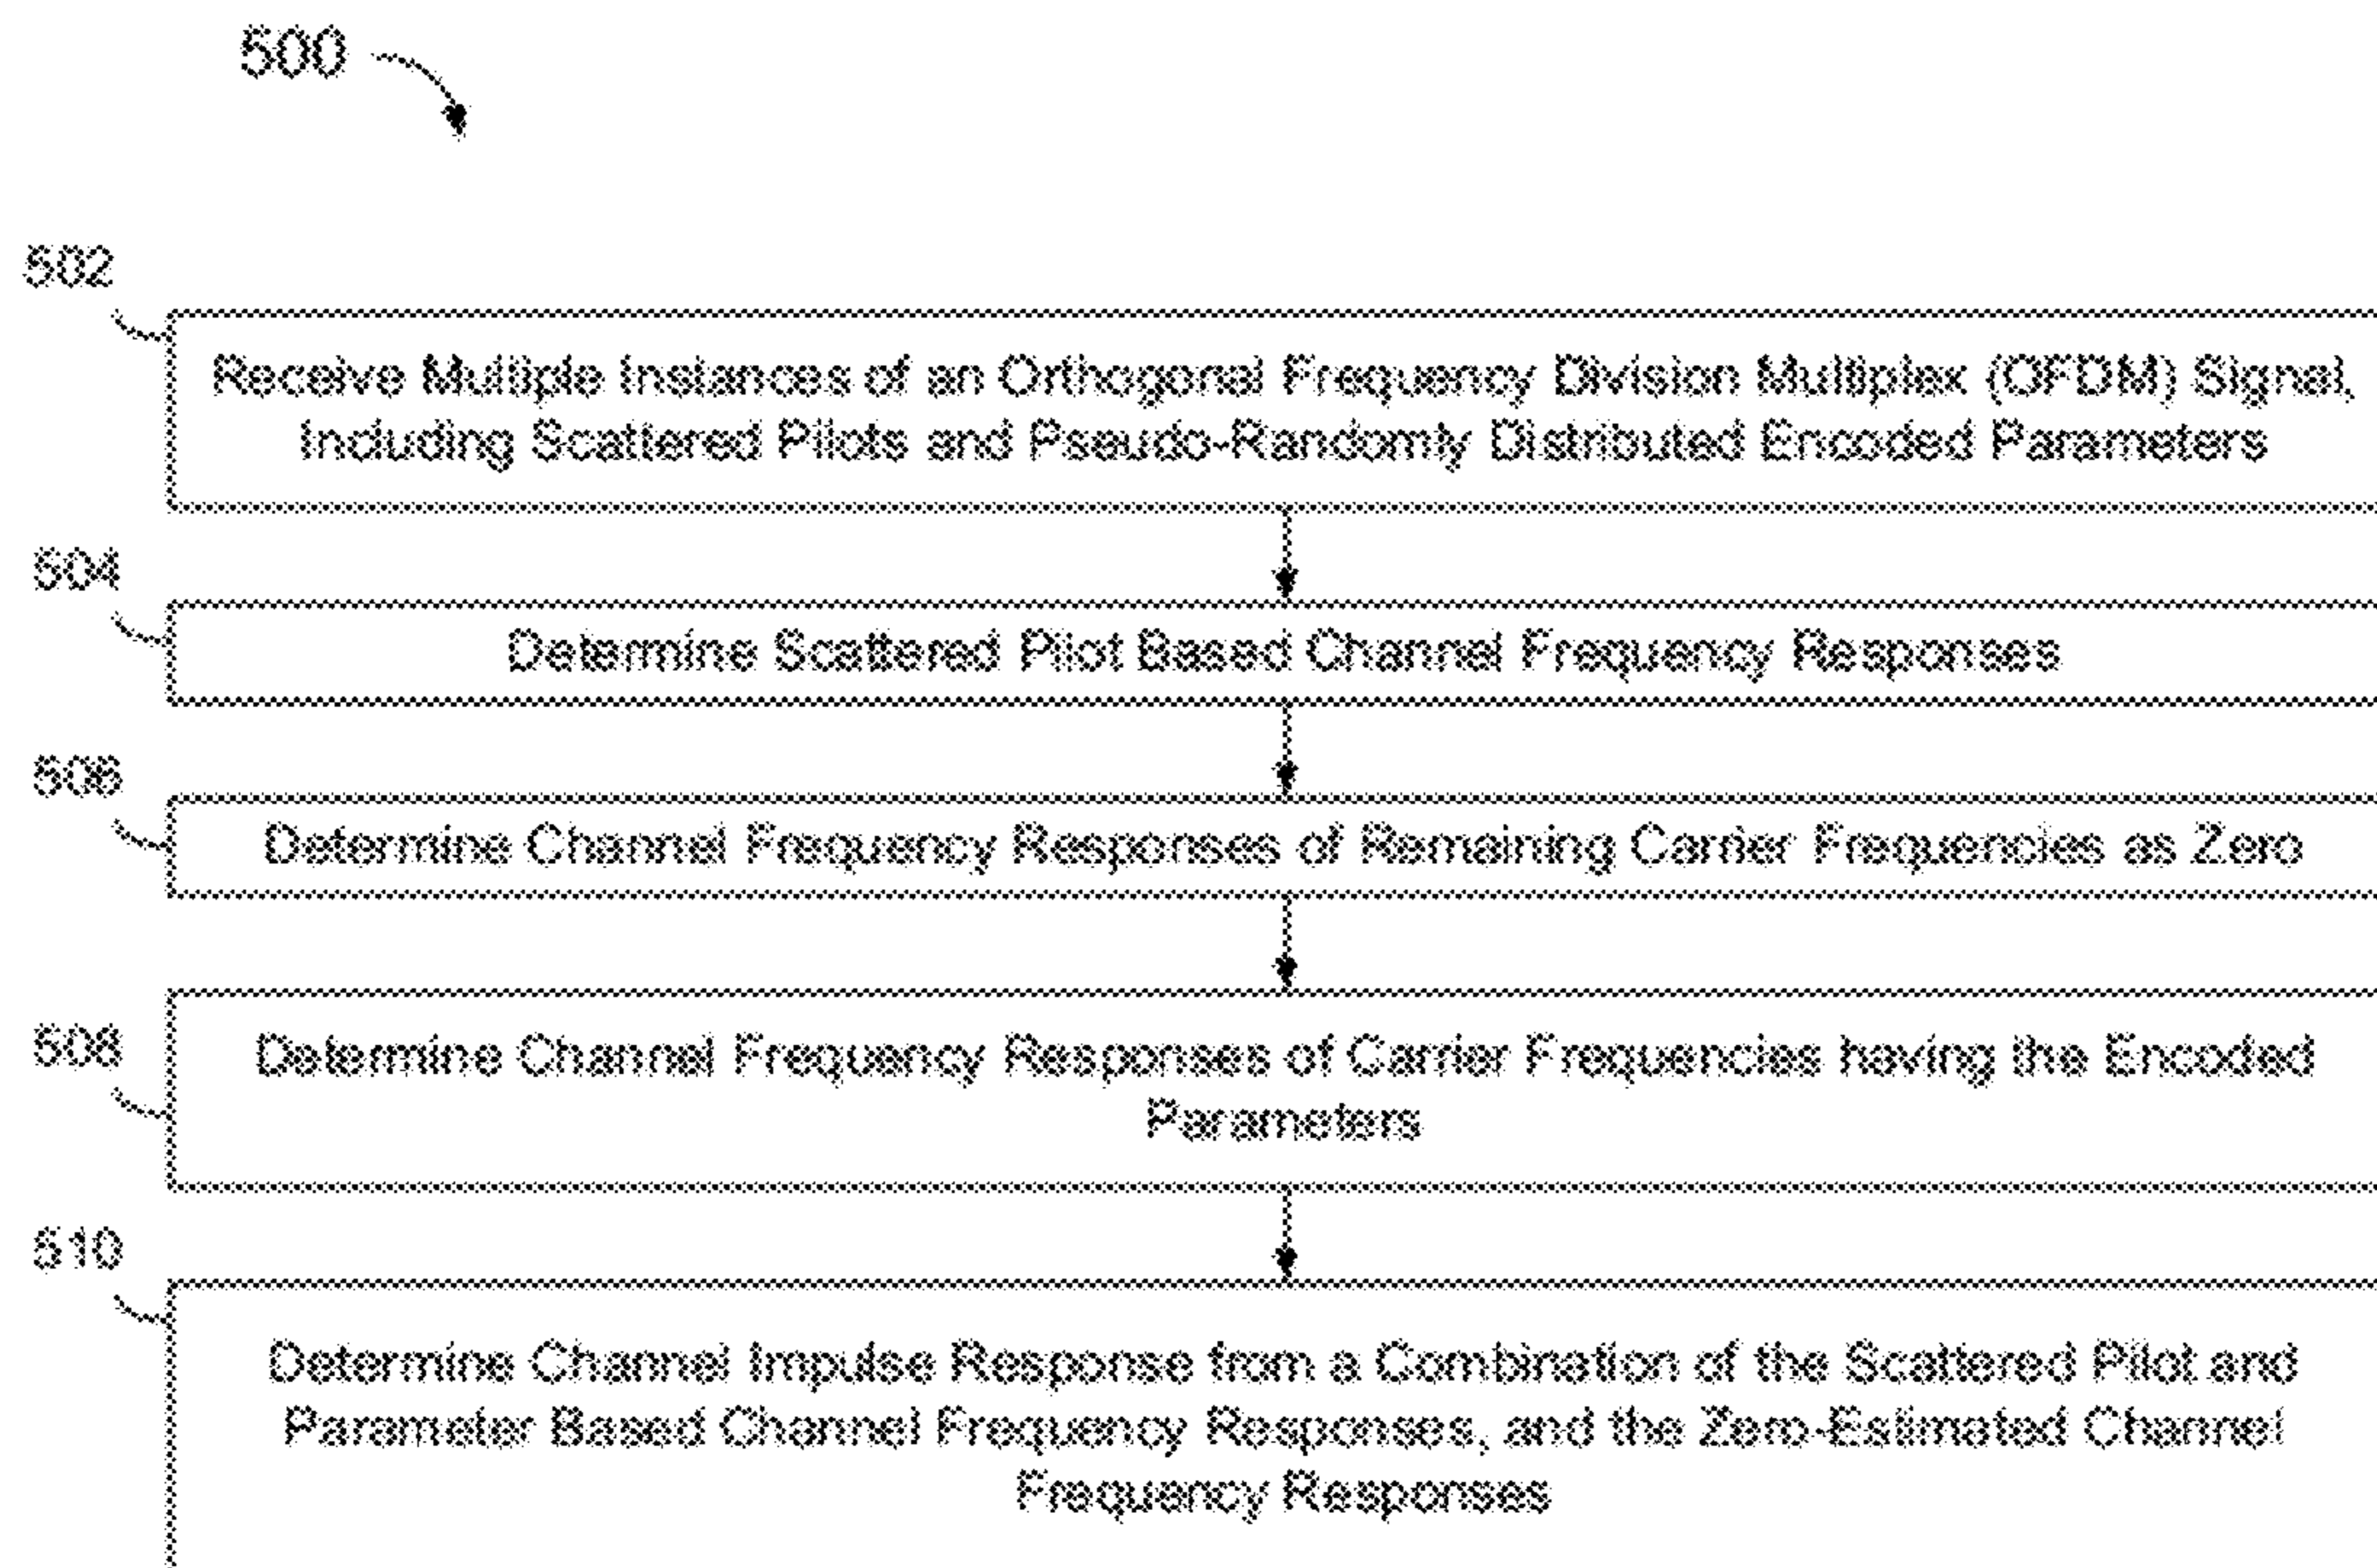 500
502
Receive Multiple Instances of an Orthogonal Frequency Division Multiplex (OFDM) Signal,
Including Scattered Pilots and Pseudo-Randomly Distributed Encoded Parameters
504
Determine Scattered Pilot Based Channel Frequency Responses
506
Determine Channel Frequency Responses of Remaining Carrier Frequencies as Zero
508
Determine Channel Frequency Responses of Carrier Frequencies having the Encoded
Parameters
510
Determine Channel Impulse Response from a Combination of the Scattered Pilot and
Parameter Based Channel Frequency Responses, and the Zero-Estimated Channel
Frequency Responses